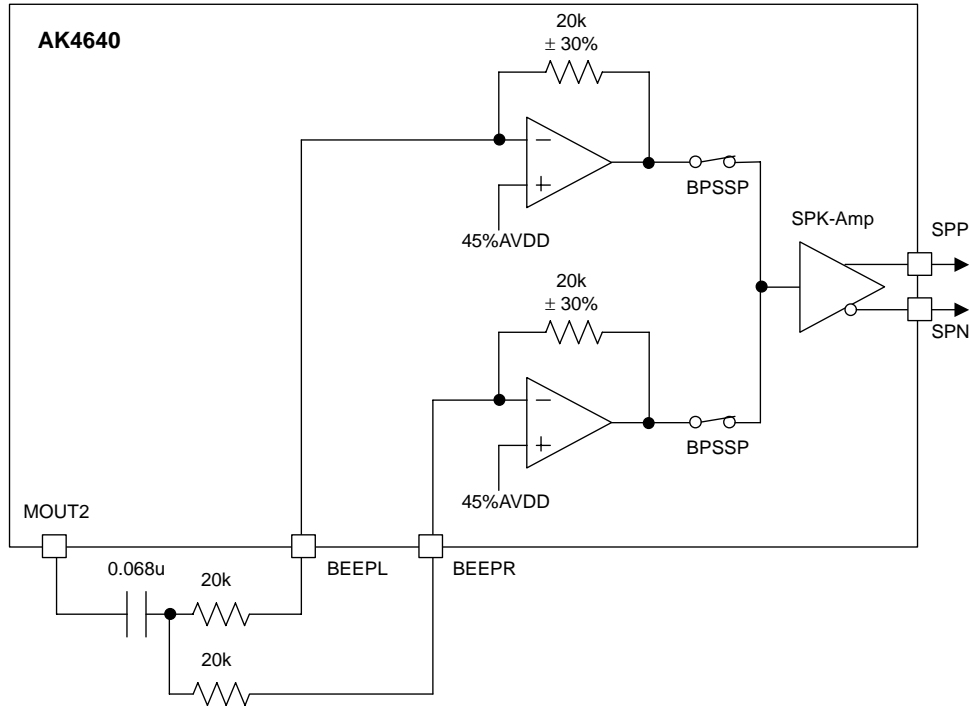 AK4640
20k
± 30%
BPSSP
45%AVDD
SPK-Amp
SPP
SPN
20k
± 30%
BPSSP
45%AVDD
MOUT2
BEEPL
BEEPR
0.068u
20k
20k